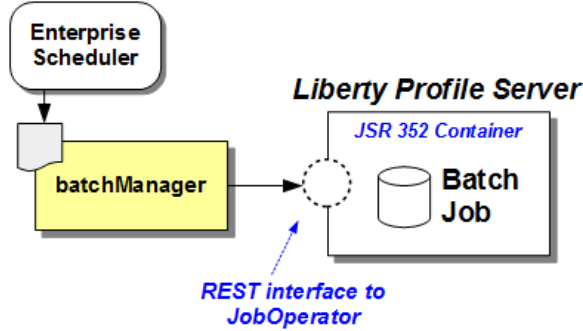 Enterprise
Scheduler
Liberty Profile Server
JSR 352 Container
batchManager
Batch
Job
REST interface to
JobOperator